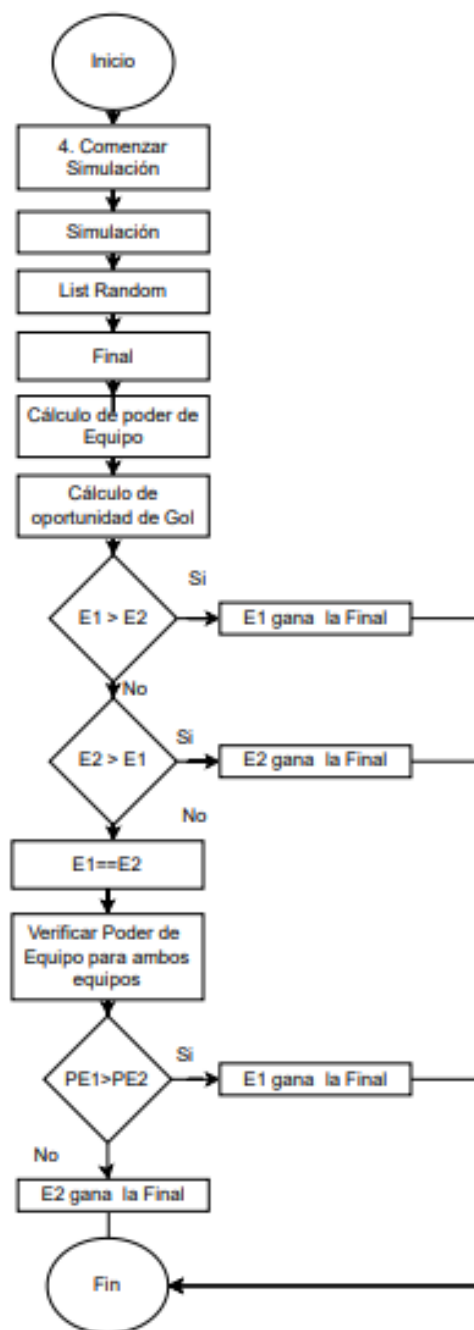 Inicio
4. Comenzar
Simulación
Simulación
List Random
Final
Cálculo de poder de
Equipo
Cálculo de
oportunidad de Gol
Si
E1 > E2
E1 gana la Final
No
Si
E2 > E1
E2 gana la Final
No
E1==E2
Verificar Poder de
Equipo para ambos
equipos
Si
PE1>PE2
E1 gana la Final
No
E2 gana la Final
Fin